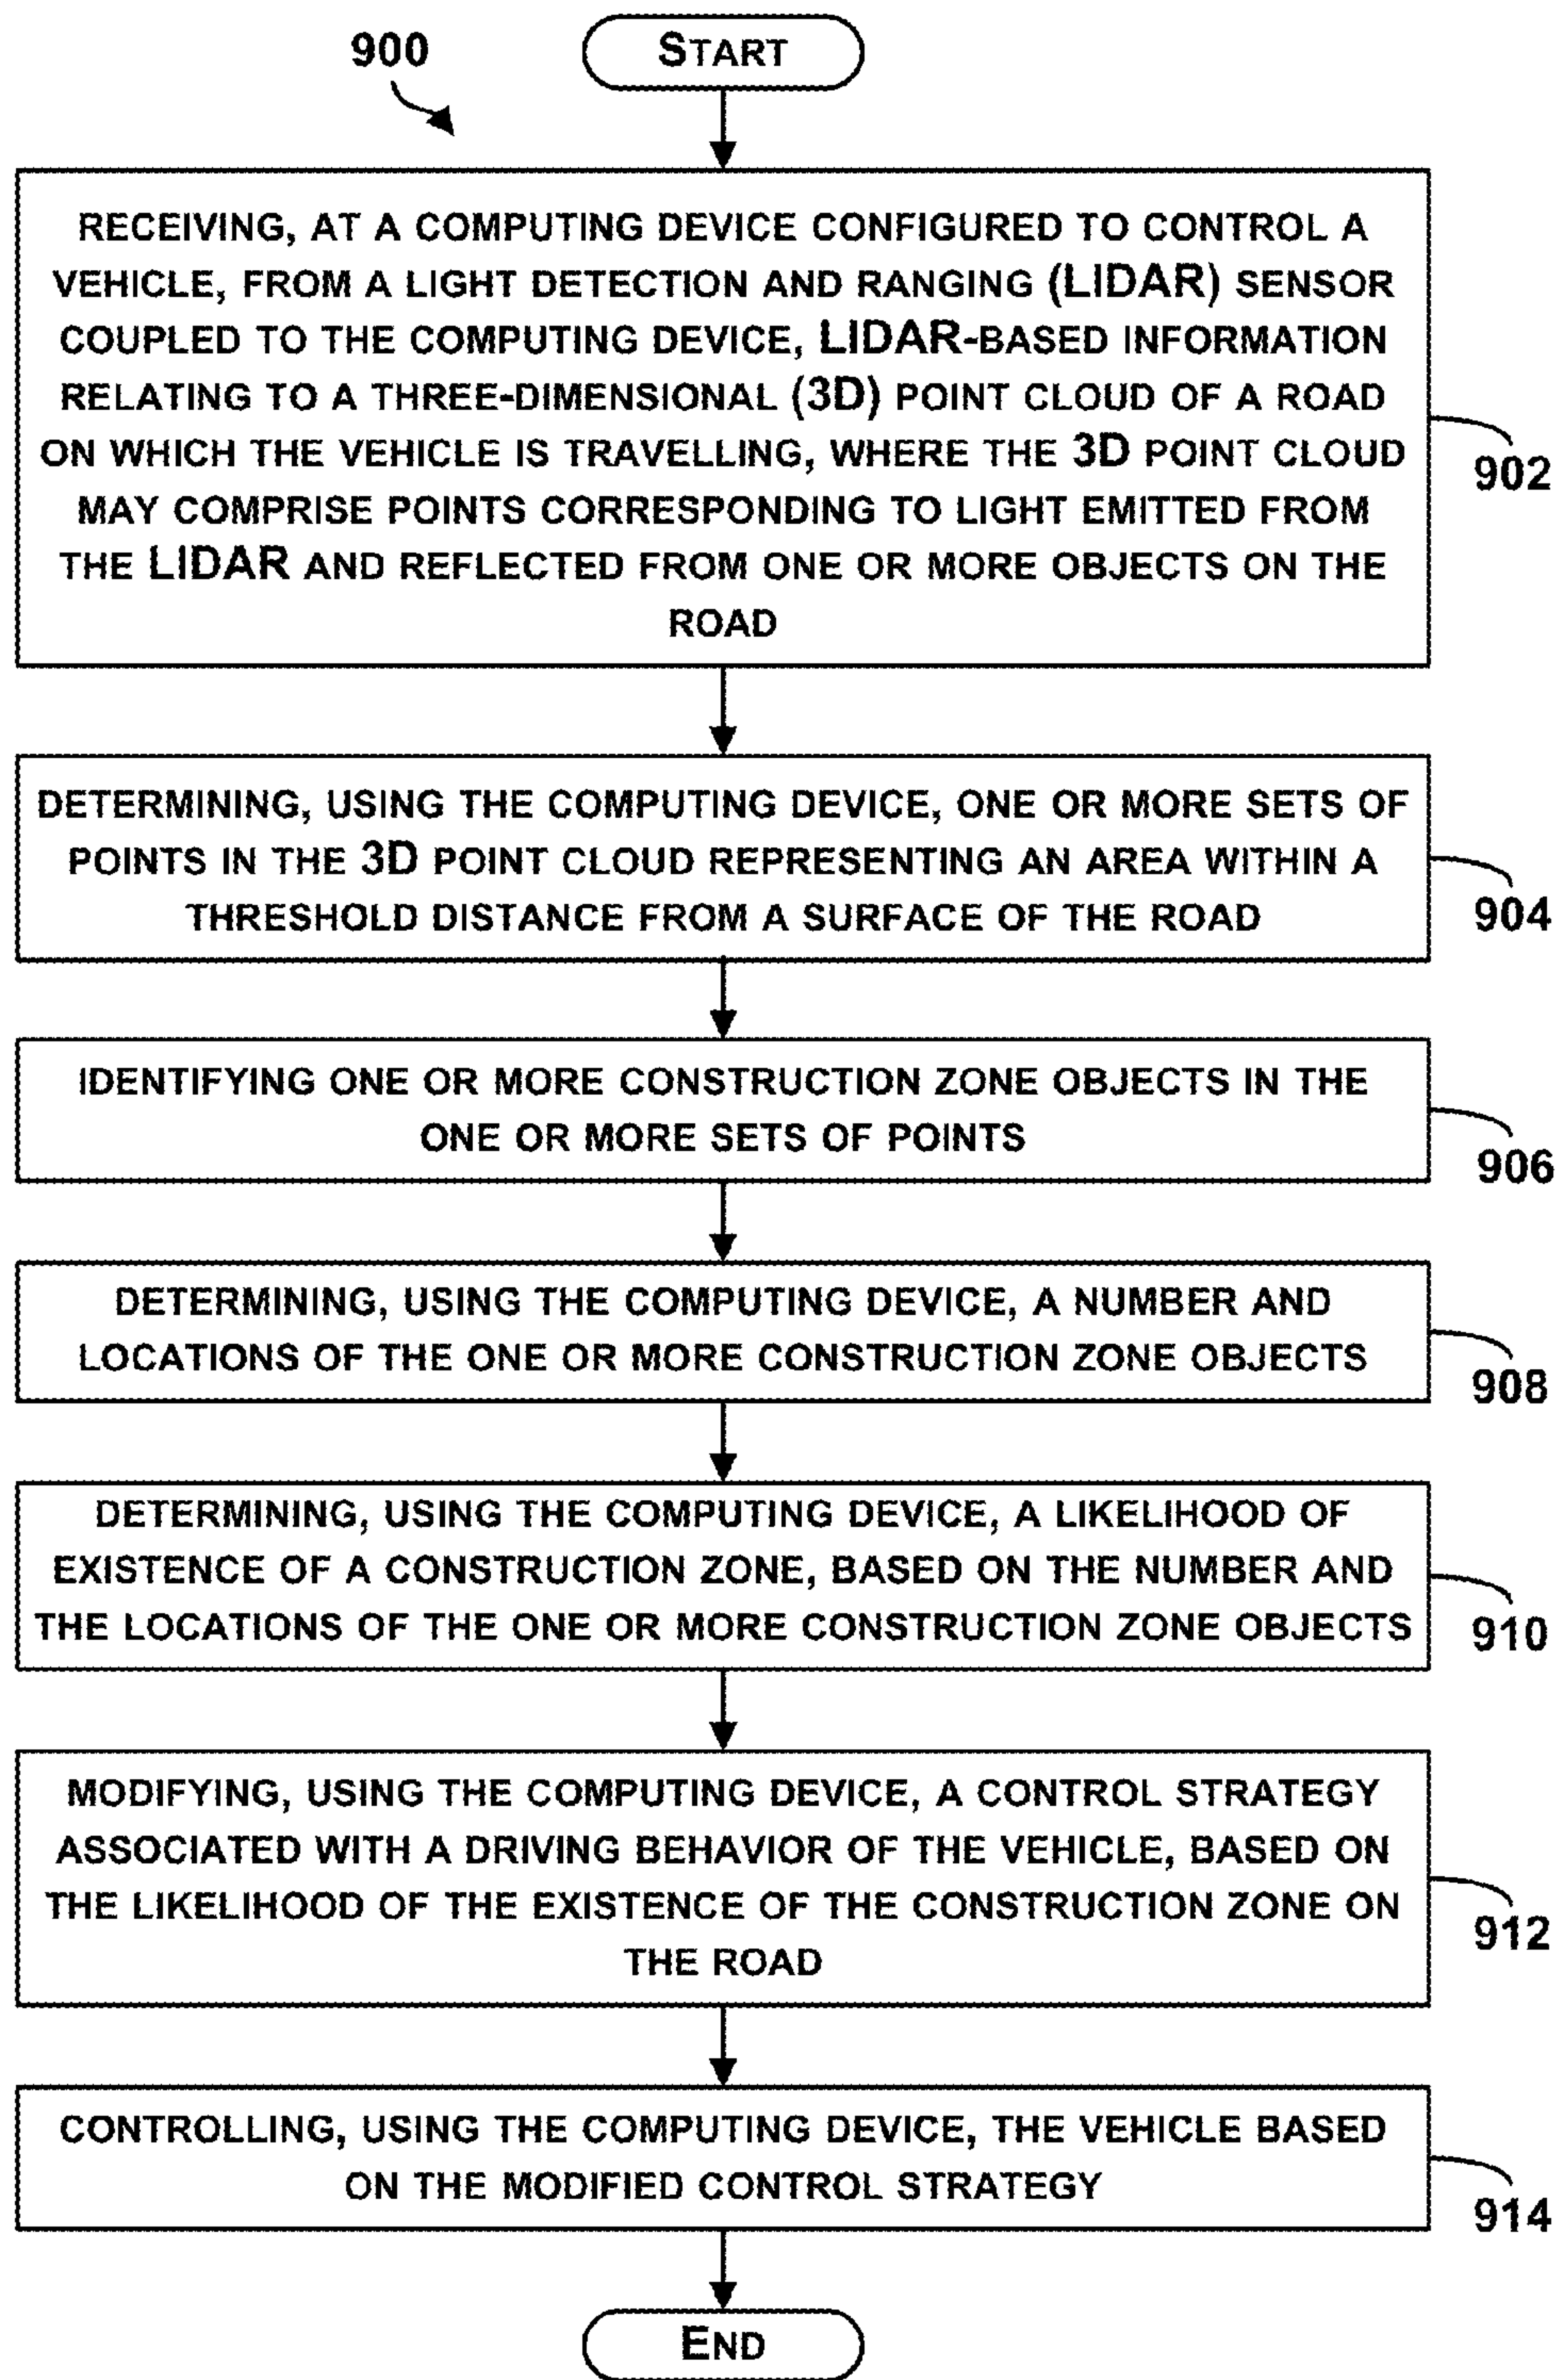 900
START
RECEIVING, AT A COMPUTING DEVICE CONFIGURED TO CONTROL A
VEHICLE, FROM A LIGHT DETECTION AND RANGING (LIDAR) SENSOR
COUPLED TO THE COMPUTING DEVICE, LIDAR-BASED INFORMATION
RELATING TO A THREE-DIMENSIONAL (3D) POINT CLOUD OF A ROAD
ON WHICH THE VEHICLE IS TRAVELLING, WHERE THE 3D POINT CLOUD
MAY COMPRISE POINTS CORRESPONDING TO LIGHT EMITTED FROM
THE LIDAR AND REFLECTED FROM ONE OR MORE OBJECTS ON THE
ROAD
902
DETERMINING, USING THE COMPUTING DEVICE, ONE OR MORE SETS OF
POINTS IN THE 3D POINT CLOUD REPRESENTING AN AREA WITHIN A
THRESHOLD DISTANCE FROM A SURFACE OF THE ROAD
904
IDENTIFYING ONE OR MORE CONSTRUCTION ZONE OBJECTS IN THE
ONE OR MORE SETS OF POINTS
906
DETERMINING, USING THE COMPUTING DEVICE, A NUMBER AND
LOCATIONS OF THE ONE OR MORE CONSTRUCTION ZONE OBJECTS
908
DETERMINING, USING THE COMPUTING DEVICE, A LIKELIHOOD OF
EXISTENCE OF A CONSTRUCTION ZONE, BASED ON THE NUMBER AND
THE LOCATIONS OF THE ONE OR MORE CONSTRUCTION ZONE OBJECTS
910
MODIFYING, USING THE COMPUTING DEVICE, A CONTROL STRATEGY
ASSOCIATED WITH A DRIVING BEHAVIOR OF THE VEHICLE, BASED ON
THE LIKELIHOOD OF THE EXISTENCE OF THE CONSTRUCTION ZONE ON
THE ROAD
912
CONTROLLING, USING THE COMPUTING DEVICE, THE VEHICLE BASED
ON THE MODIFIED CONTROL STRATEGY
914
END